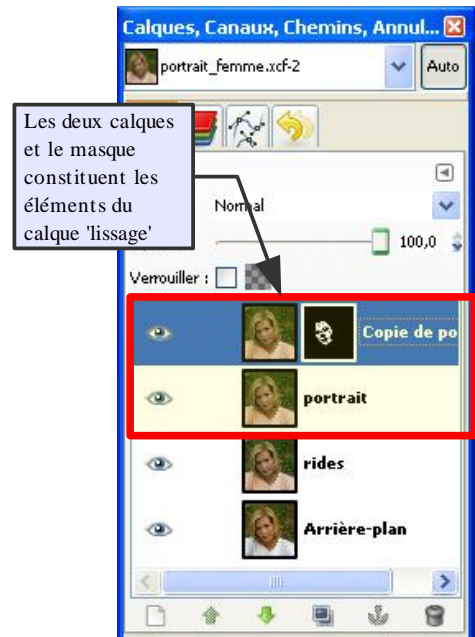 Calques, Canaux, Chemins, Annul...
portrait_femme.xcf-2
Auto
Les deux calques
et le masque
constituent les
éléments du
calque 'lissage'
Normal
100,0
Verrouiller :
Copie de po
portrait
rides
Arrière-plan